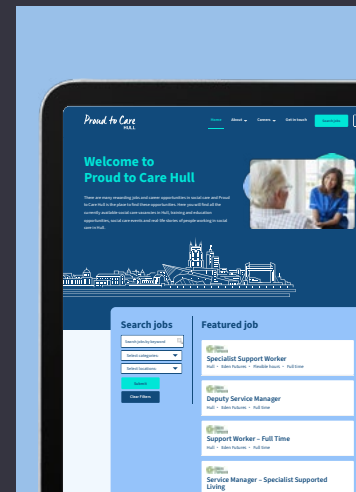 Proud to Care
HULL
Home About Careers Get in touch Search jobs
Welcome to
Proud to Care Hull
There are many rewarding jobs and career opportunities in social care and Proud
to Care Hull is the place to find these opportunities. Here you will find all the
currently available social care vacancies in Hull, training and education
opportunities, social care events and real-life stories of people working in social
care in Hull.
Search jobs
Search jobs by keyword
Select categories
Select locations
Submit
Clear Filters
Featured job
Specialist Support Worker
Hull • Eden Futures • Flexible hours • Full time
Deputy Service Manager
Hull • Eden Futures • Full time
Support Worker – Full Time
Hull • Eden Futures • Full time
Service Manager – Specialist Supported
Living